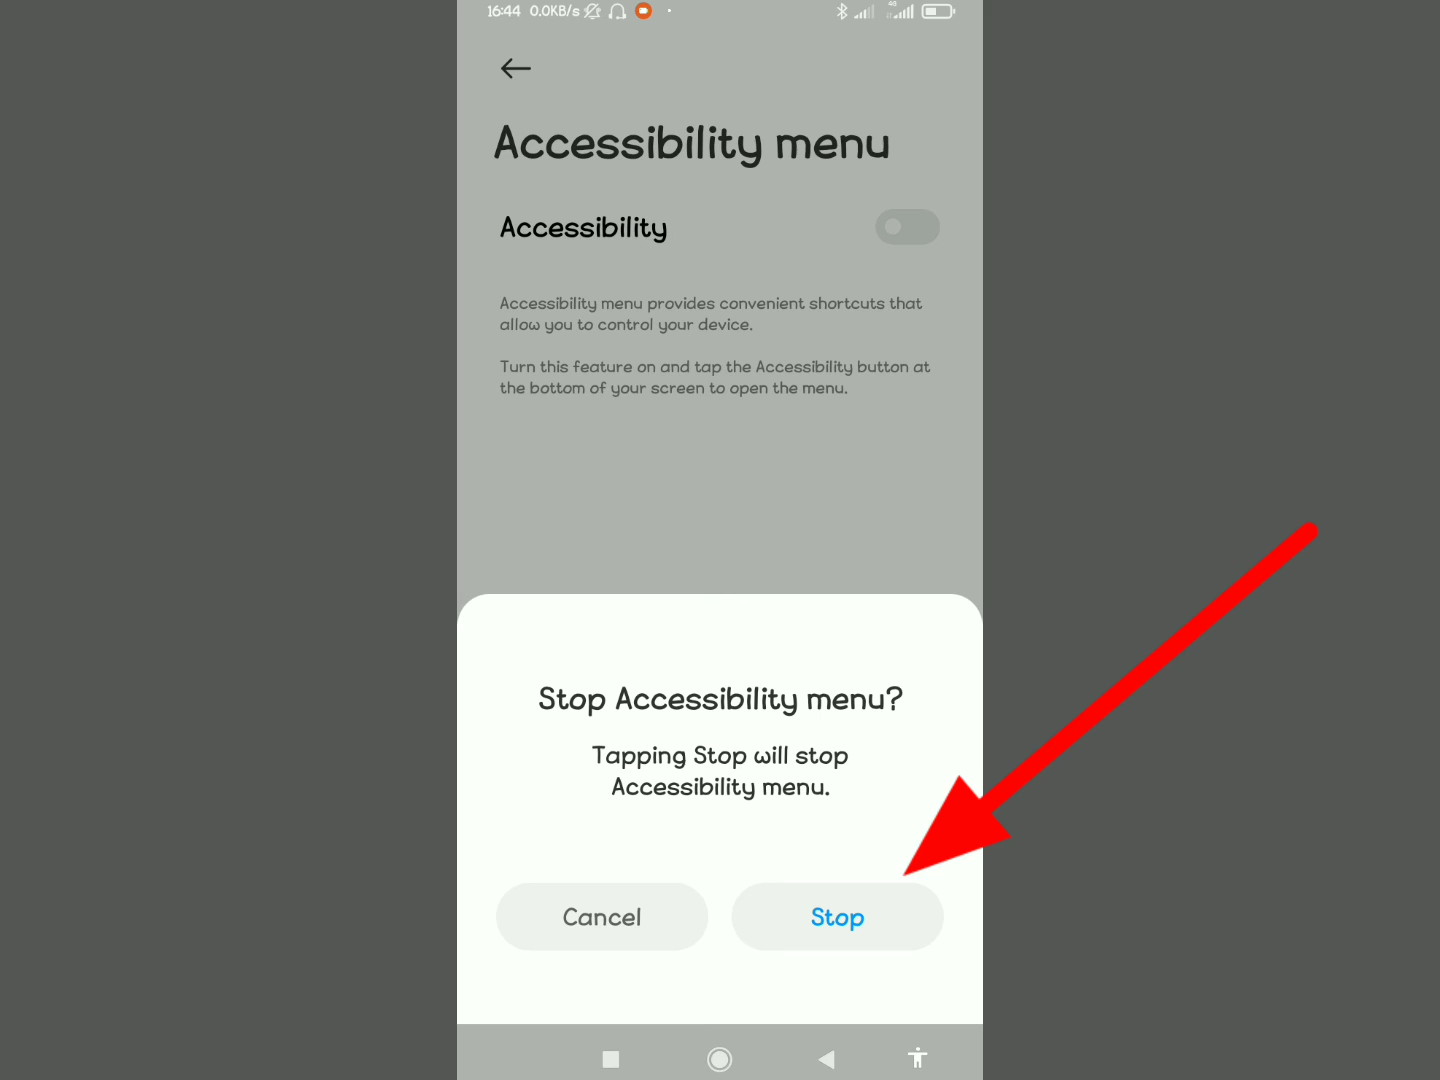 16:44 0.0KB/s 4G
Accessibility menu
Accessibility
Accessibility menu provides convenient shortcuts that
allow you to control your device.
Turn this feature on and tap the Accessibility button at
the bottom of your screen to open the menu.
Stop Accessibility menu?
Tapping Stop will stop
Accessibility menu.
Cancel Stop